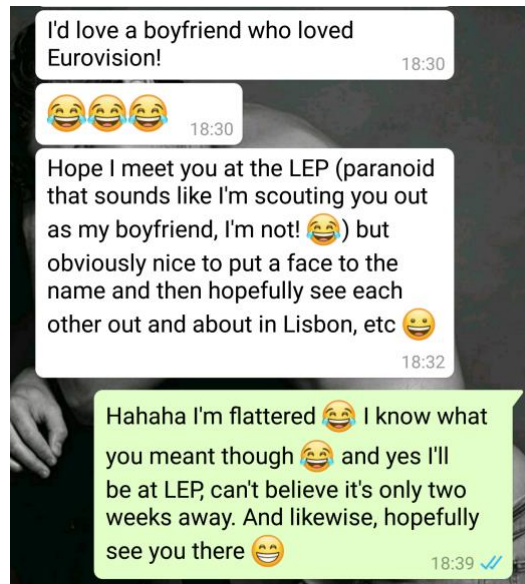 I'd love a boyfriend who loved
Eurovision!
18:30
😂😂😂
18:30
Hope I meet you at the LEP (paranoid
that sounds like I'm scouting you out
as my boyfriend, I'm not! 😂) but
obviously nice to put a face to the
name and then hopefully see each
other out and about in Lisbon, etc 😀
18:32
Hahaha I'm flattered 😂 I know what
you meant though 😂 and yes I'll
be at LEP, can't believe it's only two
weeks away. And likewise, hopefully
see you there 😁
18:39